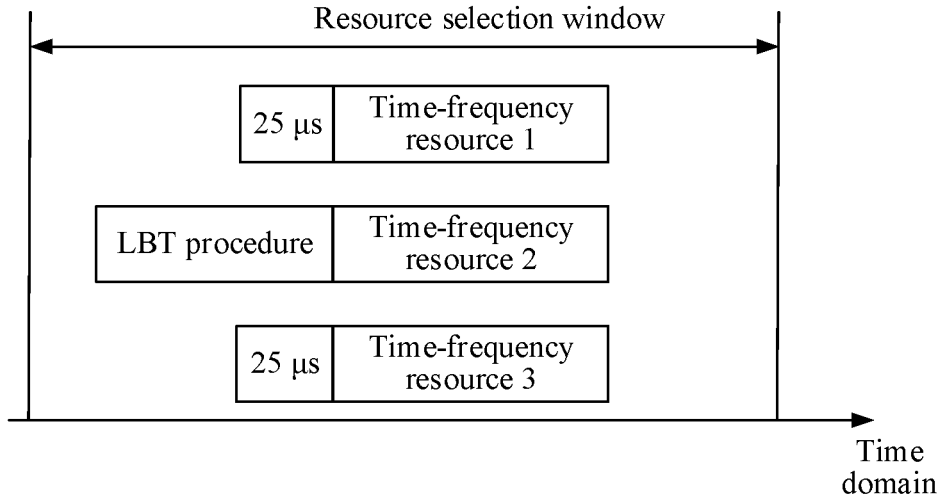 Resource selection window
25 μs
Time-frequency
resource 1
LBT procedure
Time-frequency
resource 2
25 μs
Time-frequency
resource 3
Time
domain